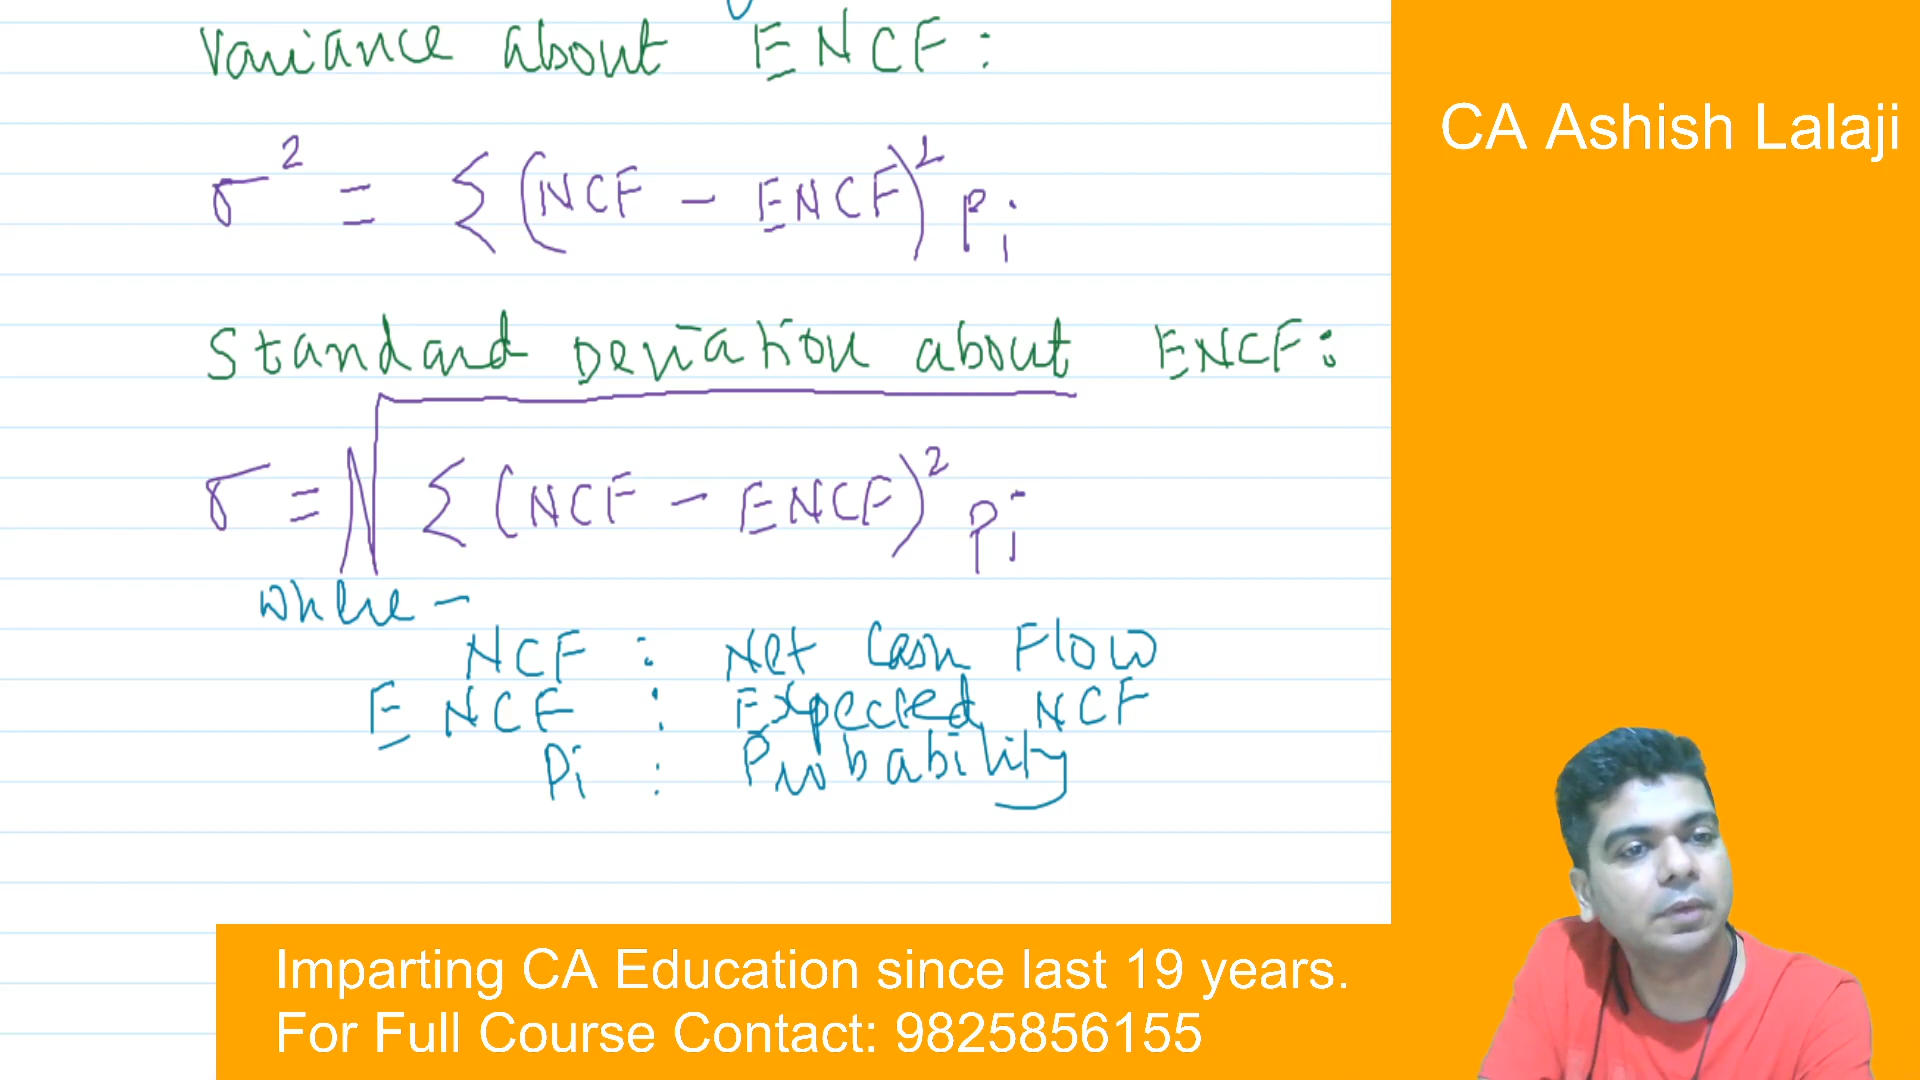 Variance about ENCF:
σ² = Σ (NCF - ENCF)² Pi
Standard Deviation about ENCF:
σ = √Σ (NCF - ENCF)² Pi
where -
NCF : Net Cash Flow
ENCF : Expected NCF
Pi : Probability
CA Ashish Lalaji
Imparting CA Education since last 19 years.
For Full Course Contact: 9825856155